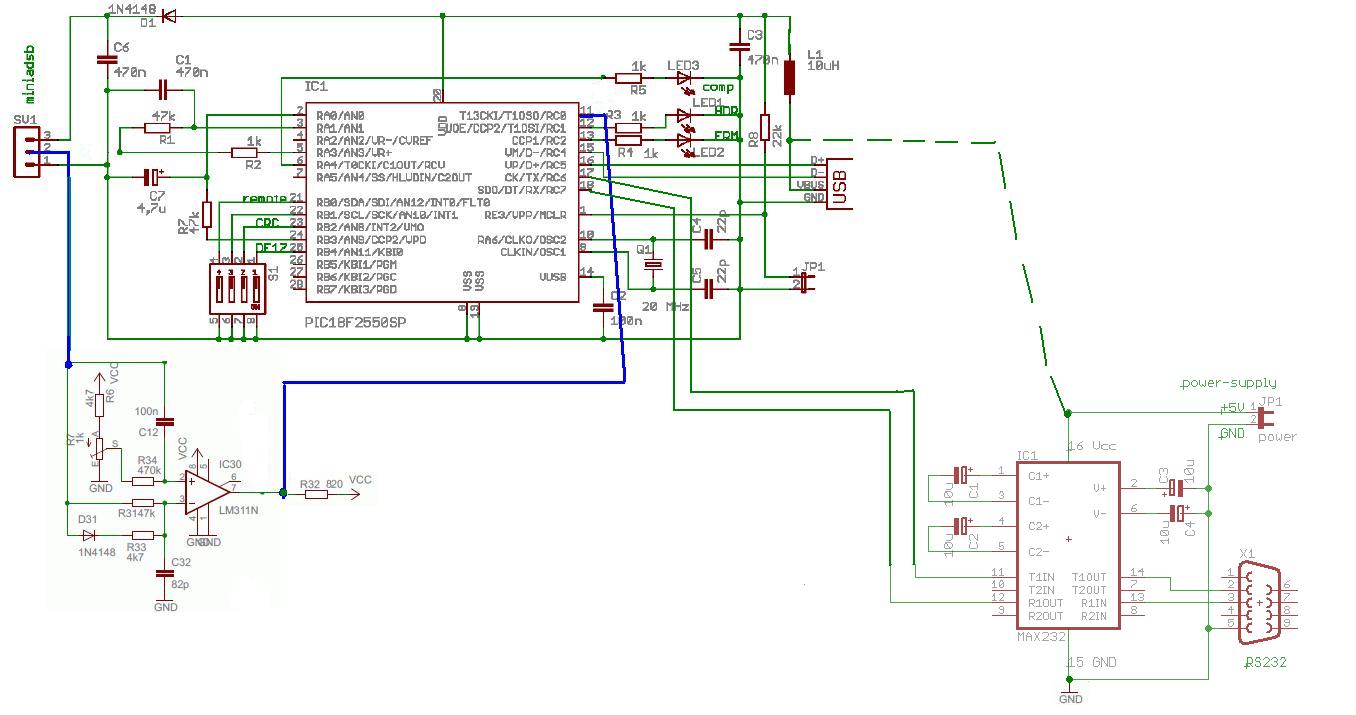 1N4148
D1
miniadsb
SV1
3
2
1
C6
470n
C1
470n
47k
R1
1k
R2
C7
4,7u
R7
47k
IC1
20
VDD
2
3
4
5
6
7
RA0/AN0
RA1/AN1
RA2/AN2/VR-/CVREF
RA3/AN3/VR+
RA4/T0CKI/C1OUT/RCV
RA5/AN4/SS/HLVDIN/C2OUT
remote
CRC
DF17
21
22
23
24
25
26
27
28
RB0/SDA/SDI/AN12/INT0/FLT0
RB1/SCL/SCK/AN10/INT1
RB2/AN8/INT2/VMO
RB3/AN9/CCP2/VPO
RB4/AN11/KBI0
RB5/KBI1/PGM
RB6/KBI2/PGC
RB7/KBI3/PGD
T13CKI/T1OSO/RC0
UOE/CCP2/T1OSI/RC1
CCP1/RC2
VM/D-/RC4
VP/D+/RC5
CK/TX/RC6
SDO/DT/RX/RC7
RE3/VPP/MCLR
RA6/CLKO/OSC2
CLKIN/OSC1
VUSB
11
12
13
15
16
17
18
1
10
9
14
VSS
VSS
8
19
PIC18F2550SP
S1
4
3
2
1
ON
5
6
7
8
1k
R5
LED3
comp
R3
LED1
HDR
R4
1k
LED2
FRM
C3
470n
L1
10uH
R8
22k
D+
D-
VBUS
GND
USB
Q1
20 MHz
C4
22p
C5
22p
C2
100n
JP1
1
2
VCC
4k7
R6
R7
1k
A
S
E
GND
100n
C12
R34
470k
R3147k
D31
1N4148
R33
4k7
C32
82p
GND
VCC
8
5
2
3
6
7
4
1
IC30
LM311N
GND
GND
R32 820
VCC
power-supply
+5V
GND
JP1
1
2
power
IC1
16 Vcc
C1+
C1-
C2+
C2-
T1IN
T2IN
R1OUT
R2OUT
1
3
4
5
11
10
12
9
V+
V-
T1OUT
T2OUT
R1IN
R2IN
2
6
14
7
13
8
10u
C1
10u
C2
C3
10u
10u
C4
MAX232
15 GND
GND
X1
1
2
3
4
5
6
7
8
9
RS232